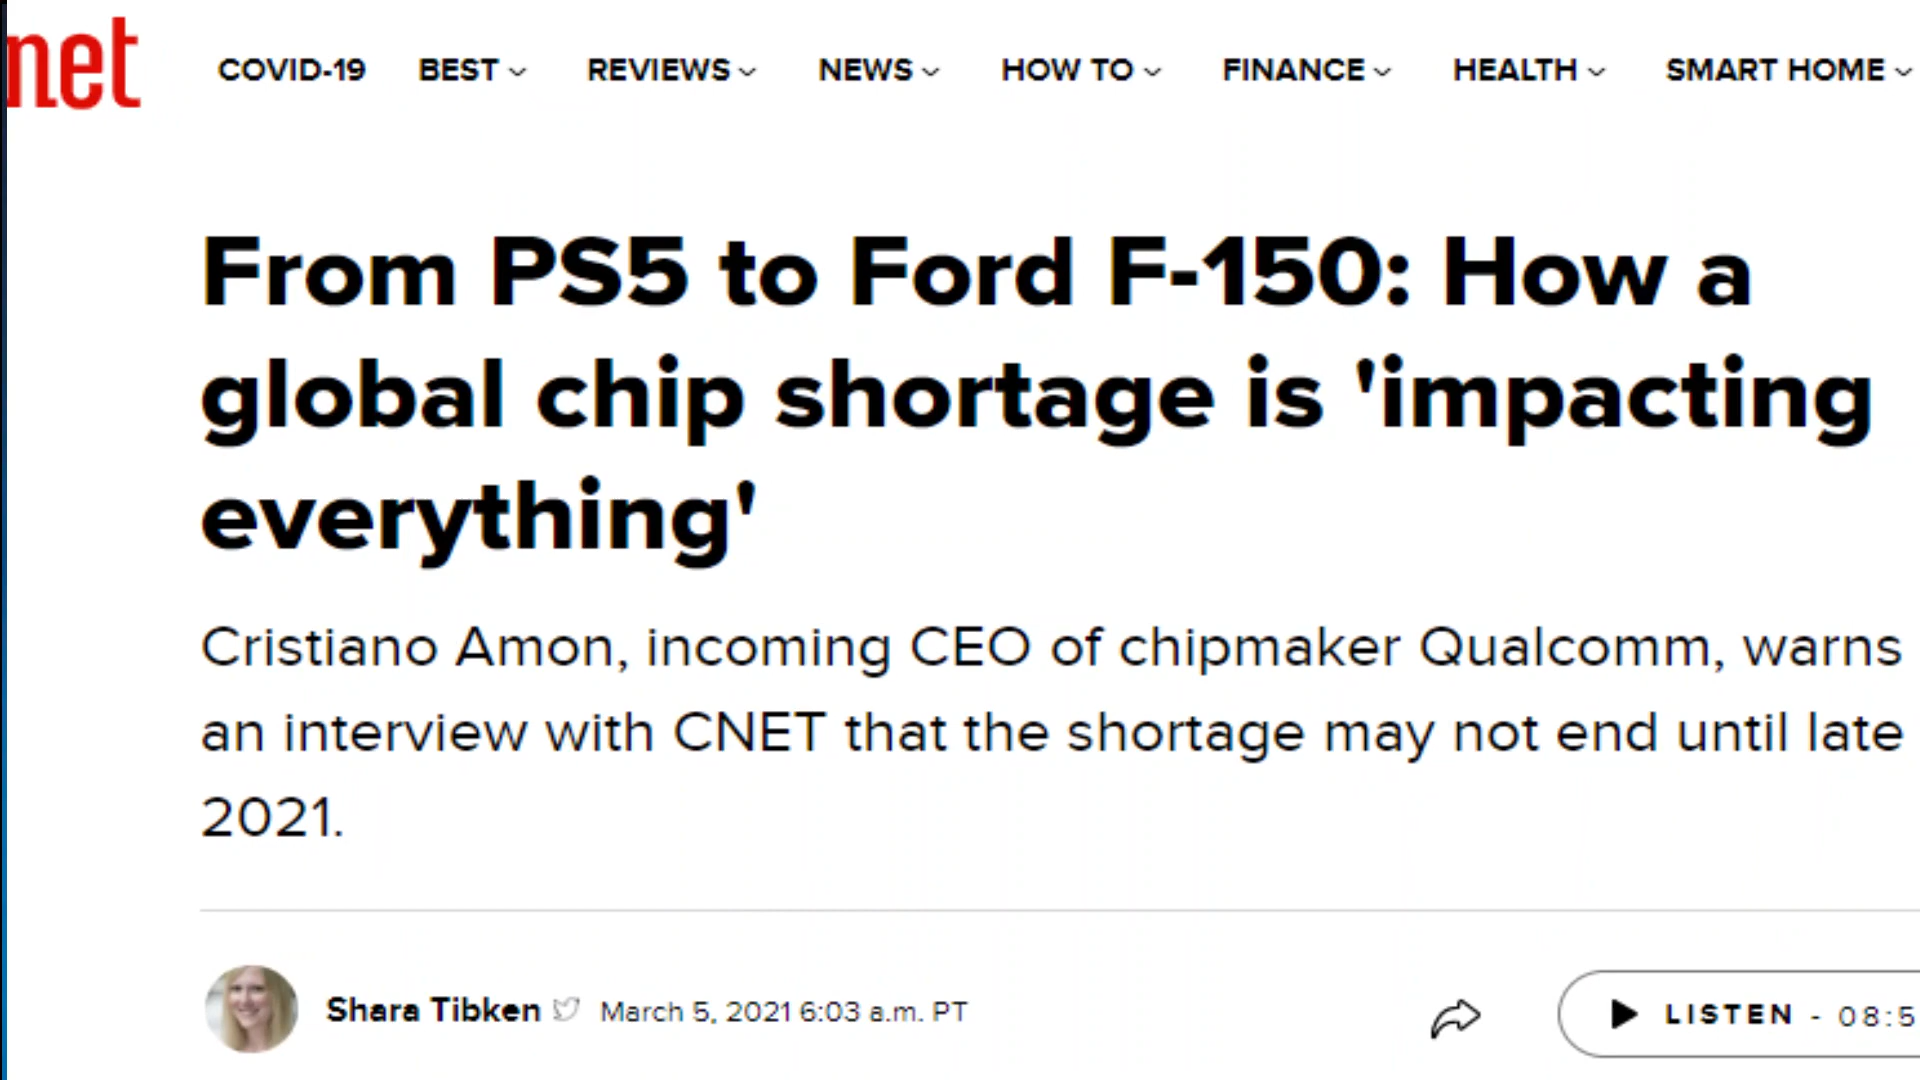 net
COVID-19 BEST REVIEWS NEWS HOW TO FINANCE HEALTH SMART HOME
From PS5 to Ford F-150: How a
global chip shortage is 'impacting
everything'
Cristiano Amon, incoming CEO of chipmaker Qualcomm, warns
an interview with CNET that the shortage may not end until late
2021.
Shara Tibken March 5, 2021 6:03 a.m. PT
LISTEN - 08:5